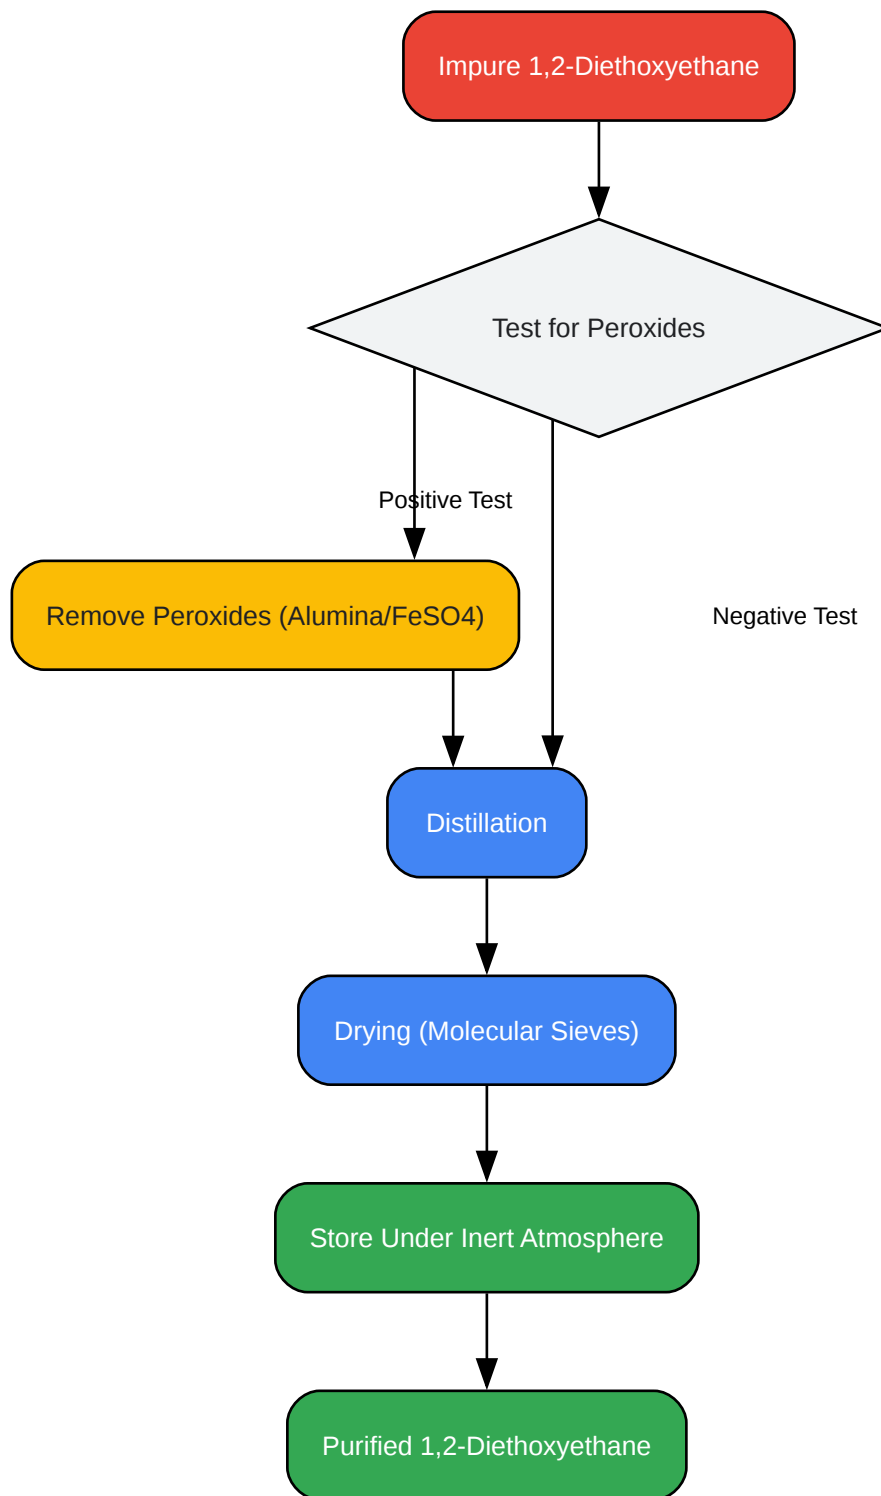 Impure 1,2-Diethoxyethane
Test for Peroxides
Positive Test
Remove Peroxides (Alumina/FeSO4)
Negative Test
Distillation
Drying (Molecular Sieves)
Store Under Inert Atmosphere
Purified 1,2-Diethoxyethane